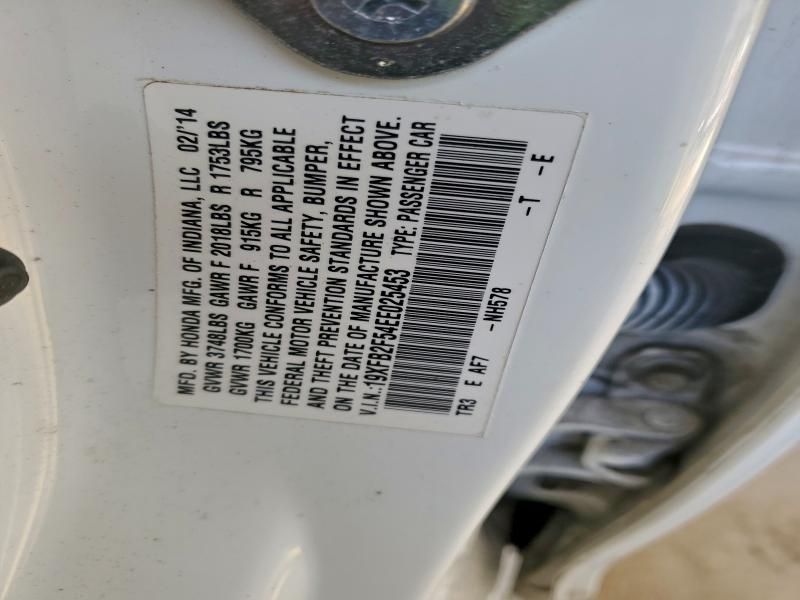 MFD. BY HONDA MFG. OF INDIANA, LLC 02/'14
GVWR 3748LBS GAWR F 2018LBS R 1753LBS
GVWR 1700KG GAWR F 915KG R 795KG
THIS VEHICLE CONFORMS TO ALL APPLICABLE
FEDERAL MOTOR VEHICLE SAFETY, BUMPER,
AND THEFT PREVENTION STANDARDS IN EFFECT
ON THE DATE OF MANUFACTURE SHOWN ABOVE.
V.I.N.:19XFB2F54EE025453 TYPE: PASSENGER CAR
TR3 E AF7 -NH578 -T -E